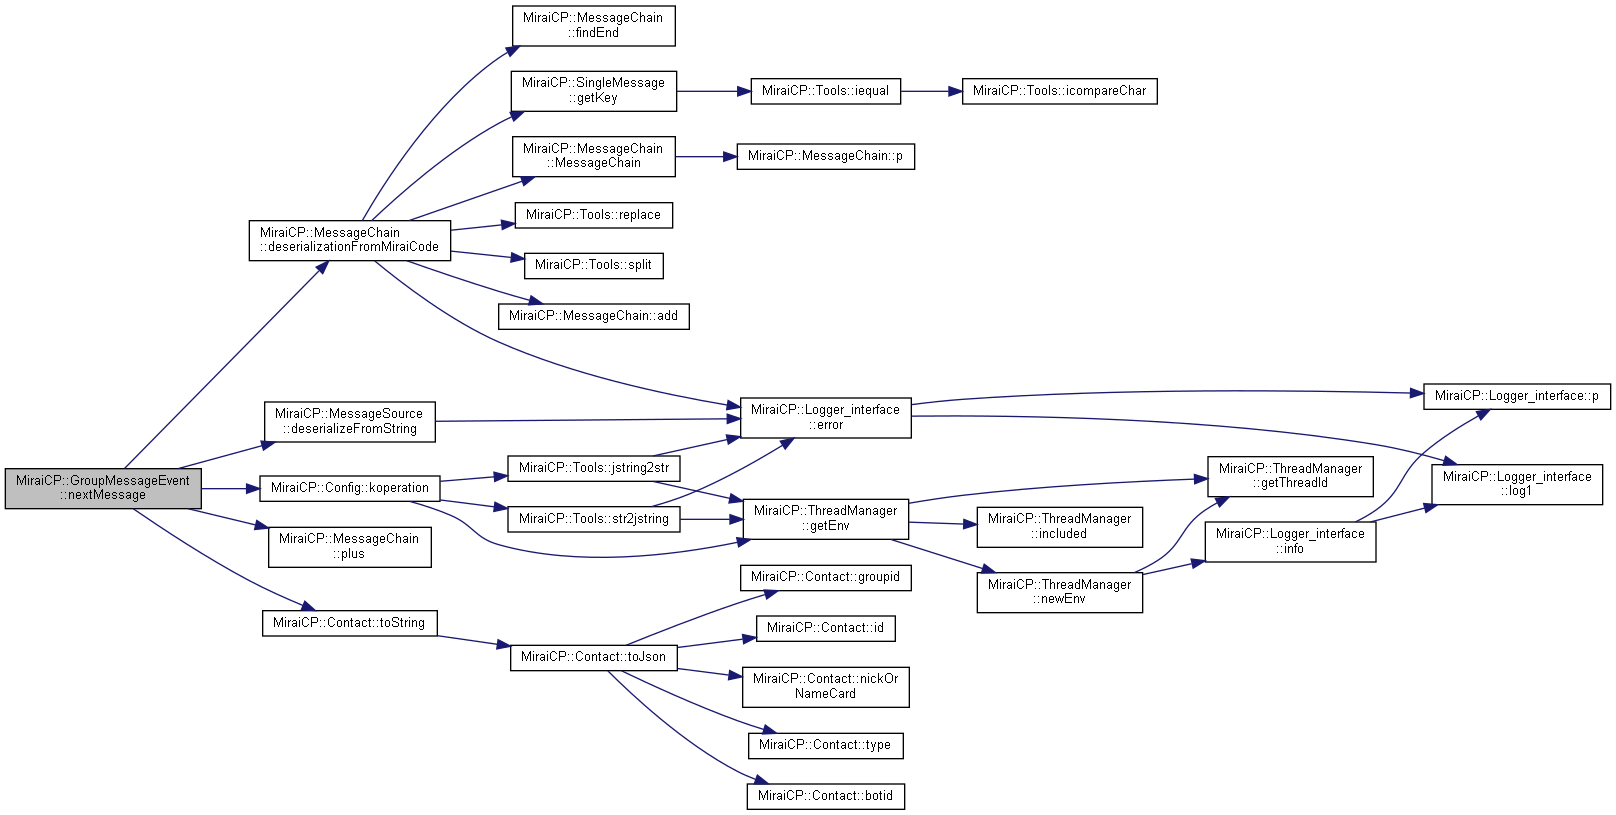 MiraiCP::GroupMessageEvent
::nextMessage
MiraiCP::MessageChain
::deserializationFromMiraiCode
MiraiCP::MessageSource
::deserializeFromString
MiraiCP::Config::koperation
MiraiCP::MessageChain
::plus
MiraiCP::Contact::toString
MiraiCP::MessageChain
::findEnd
MiraiCP::SingleMessage
::getKey
MiraiCP::MessageChain
::MessageChain
MiraiCP::Tools::replace
MiraiCP::Tools::split
MiraiCP::MessageChain::add
MiraiCP::Tools::jstring2str
MiraiCP::Tools::str2jstring
MiraiCP::Contact::toJson
MiraiCP::Tools::iequal
MiraiCP::MessageChain::p
MiraiCP::Logger_interface
::error
MiraiCP::ThreadManager
::getEnv
MiraiCP::Contact::groupid
MiraiCP::Contact::id
MiraiCP::Contact::nickOr
NameCard
MiraiCP::Contact::type
MiraiCP::Contact::botid
MiraiCP::Tools::icompareChar
MiraiCP::ThreadManager
::included
MiraiCP::ThreadManager
::newEnv
MiraiCP::ThreadManager
::getThreadId
MiraiCP::Logger_interface
::info
MiraiCP::Logger_interface::p
MiraiCP::Logger_interface
::log1